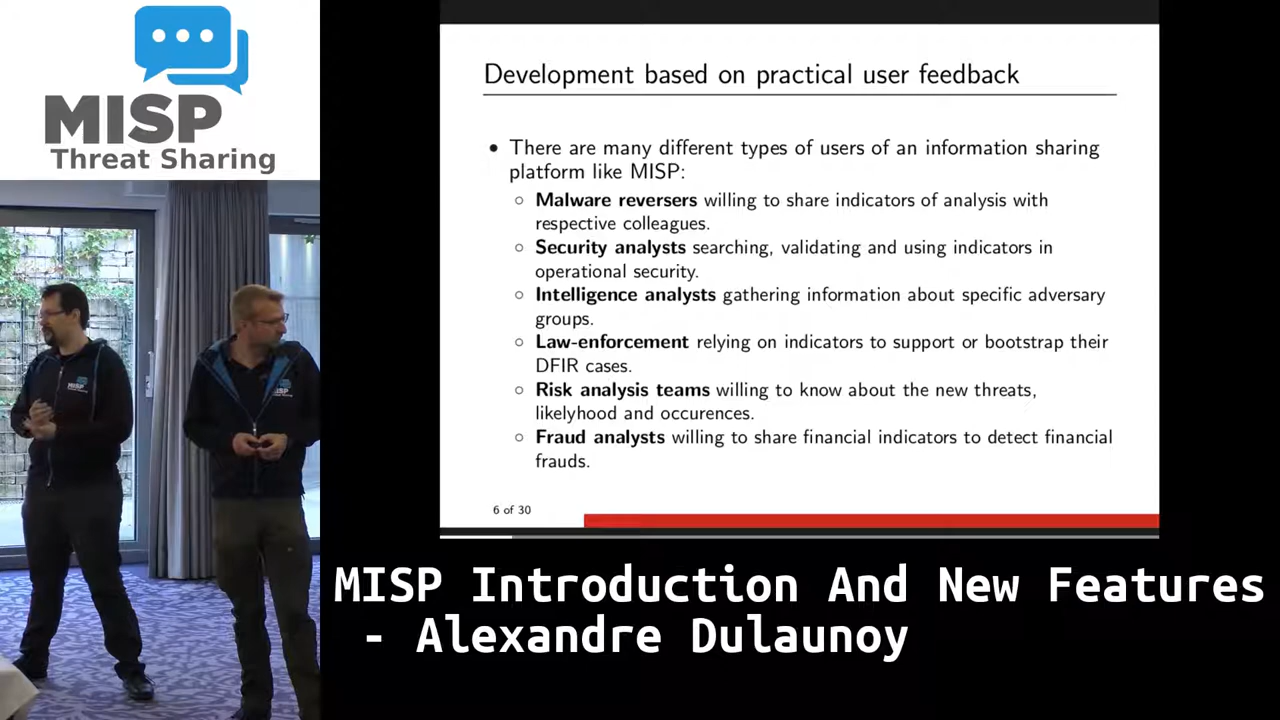 MISP
Threat Sharing
Development based on practical user feedback
• There are many different types of users of an information sharing
platform like MISP:
○ Malware reversers willing to share indicators of analysis with
respective colleagues.
○ Security analysts searching, validating and using indicators in
operational security.
○ Intelligence analysts gathering information about specific adversary
groups.
○ Law-enforcement relying on indicators to support or bootstrap their
DFIR cases.
○ Risk analysis teams willing to know about the new threats,
likelyhood and occurences.
○ Fraud analysts willing to share financial indicators to detect financial
frauds.
6 of 30
MISP
Threat Sharing
MISP Introduction And New Features
- Alexandre Dulaunoy